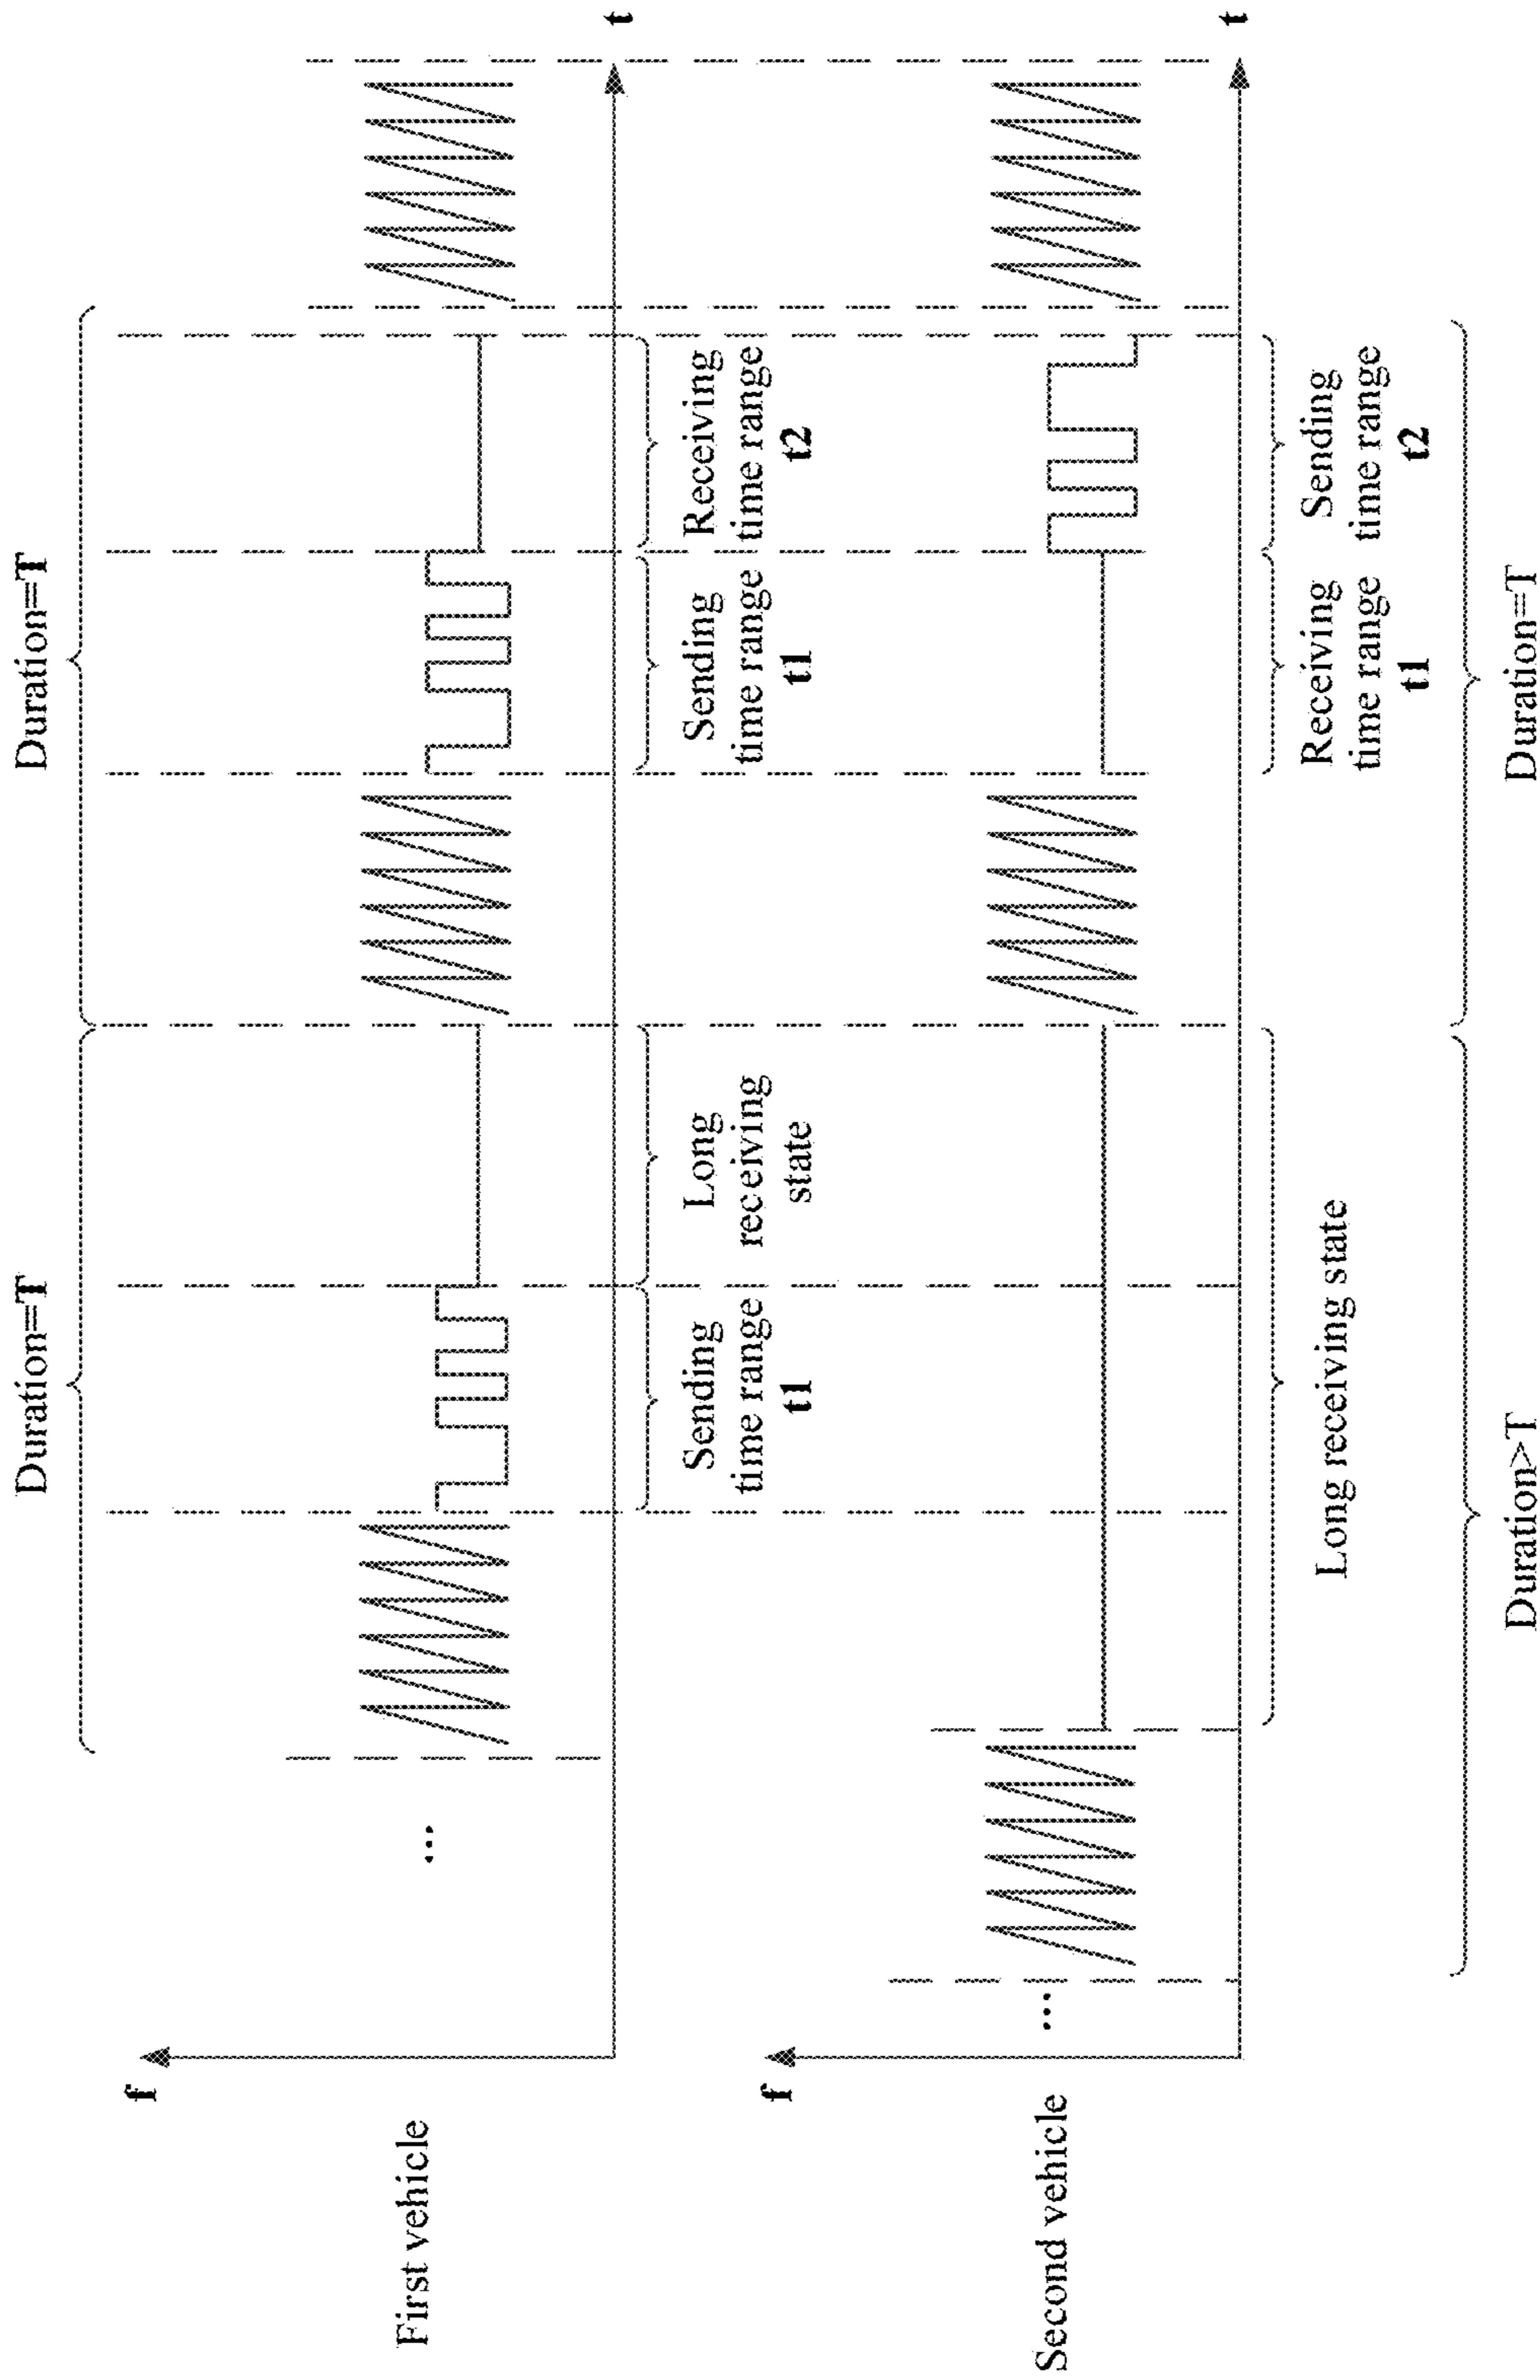 Duration=T
Duration=T
f
First vehicle
...
t
Sending
time range
t1
Long
receiving
state
Sending
time range
t1
Receiving
time range
t2
f
Second vehicle
...
t
Long receiving state
Receiving
time range
t1
Sending
time range
t2
Duration>T
Duration=T